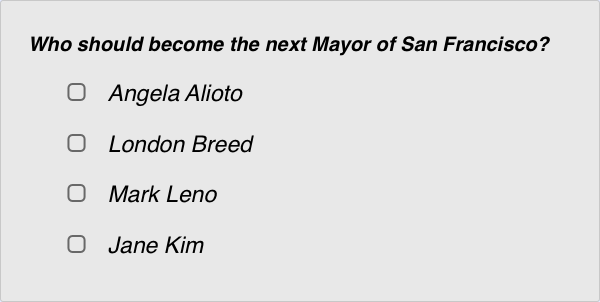 Who should become the next Mayor of San Francisco?
Angela Alioto
London Breed
Mark Leno
Jane Kim